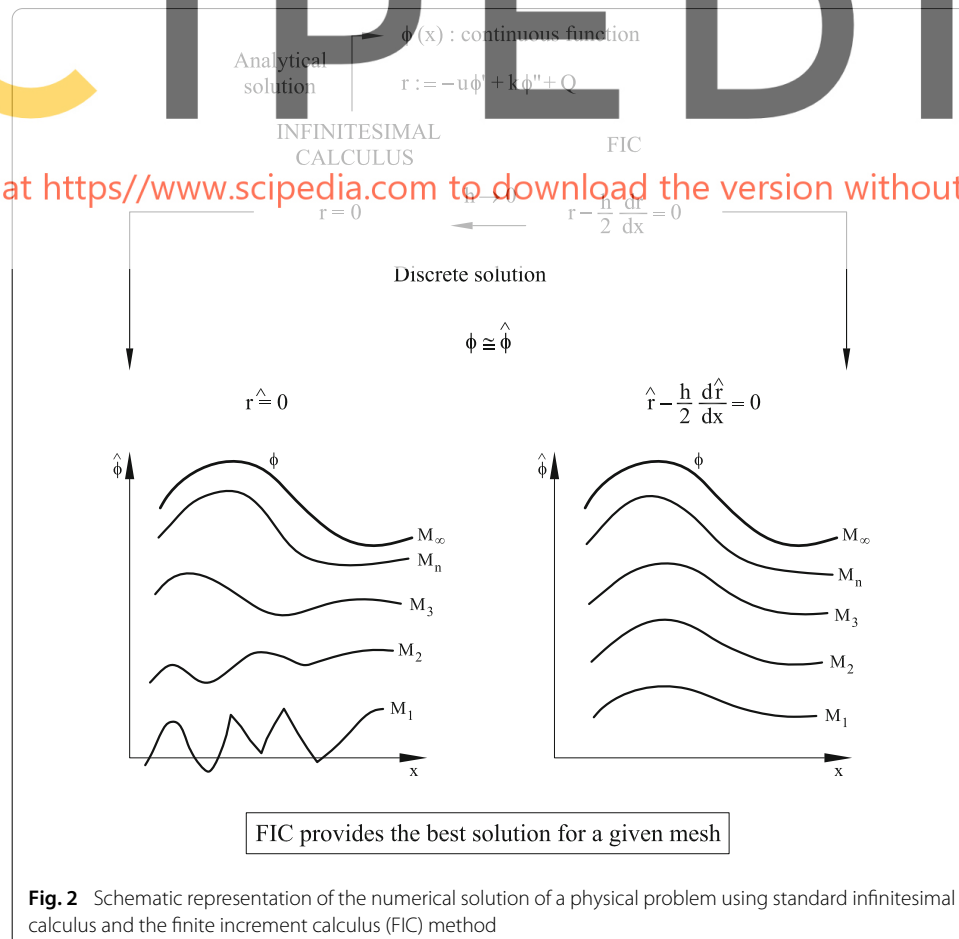 CIPEDI
ϕ (x) : continuous function
Analytical
solution
r := −uϕ' + kϕ'' + Q
INFINITESIMAL
CALCULUS
FIC
at https//www.scipedia.com to download the version without
h → 0
r = 0
r − h/2 dr/dx = 0
Discrete solution
ϕ ≅ ϕ̂
r ≙ 0
r̂ − h/2 dr̂/dx = 0
ϕ̂
ϕ
M∞
Mn
M3
M2
M1
x
ϕ̂
ϕ
M∞
Mn
M3
M2
M1
x
FIC provides the best solution for a given mesh
Fig. 2 Schematic representation of the numerical solution of a physical problem using standard infinitesimal
calculus and the finite increment calculus (FIC) method